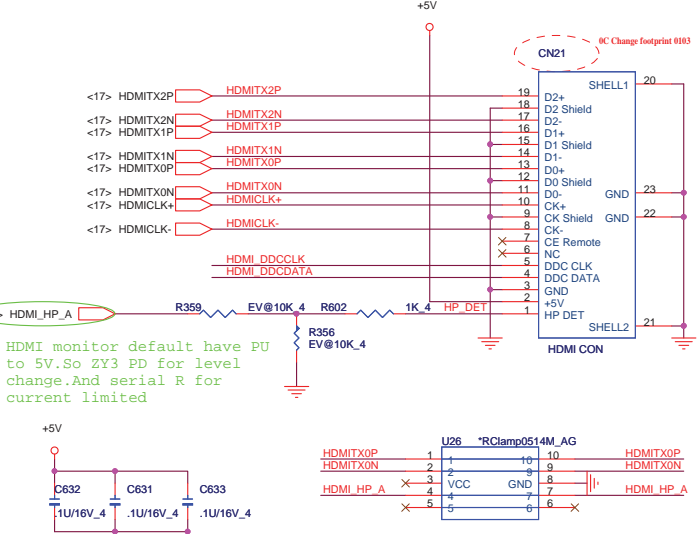 +5V
0C Change footprint 0103
CN21
SHELL1 20
<17> HDMITX2P HDMITX2P 19 D2+
18 D2 Shield
<17> HDMITX2N HDMITX2N 17 D2-
<17> HDMITX1P HDMITX1P 16 D1+
15 D1 Shield
<17> HDMITX1N HDMITX1N 14 D1-
<17> HDMITX0P HDMITX0P 13 D0+
12 D0 Shield
<17> HDMITX0N HDMITX0N 11 D0- GND 23
<17> HDMICLK+ HDMICLK+ 10 CK+
9 CK Shield GND 22
<17> HDMICLK- HDMICLK- 8 CK-
7 CE Remote
6 NC
HDMI_DDCCLK 5 DDC CLK
HDMI_DDCDATA 4 DDC DATA
3 GND
2 +5V
HDMI_HP_A R359 EV@10K_4 R602 1K_4 HP_DET 1 HP DET
SHELL2 21
R356
EV@10K_4
HDMI CON
HDMI monitor default have PU
to 5V.So ZY3 PD for level
change.And serial R for
current limited
+5V
C632 C631 C633
.1U/16V_4 .1U/16V_4 .1U/16V_4
U26 *RClamp0514M_AG
HDMITX0P 1 1 10 10 HDMITX0P
HDMITX0N 2 2 9 9 HDMITX0N
3 VCC GND 8
HDMI_HP_A 4 4 7 7 HDMI_HP_A
5 5 6 6